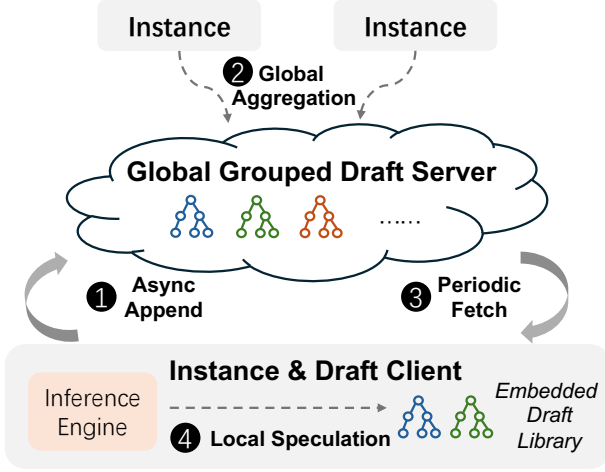 Instance
Instance
❷ Global
Aggregation
Global Grouped Draft Server
......
❶ Async
Append
❸ Periodic
Fetch
Instance & Draft Client
Inference
Engine
❹ Local Speculation
Embedded
Draft
Library